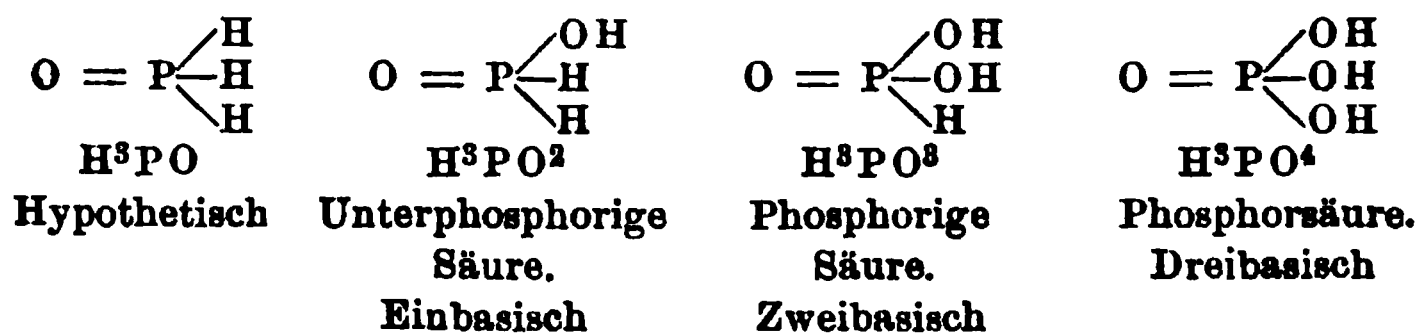 H OH OH OH
O = P—H O = P—H O = P—OH O = P—OH
H H H OH
H³PO H³PO² H³PO³ H³PO⁴
Hypothetisch Unterphosphorige Phosphorige Phosphorsäure.
Säure. Säure. Dreibasisch
Einbasisch Zweibasisch